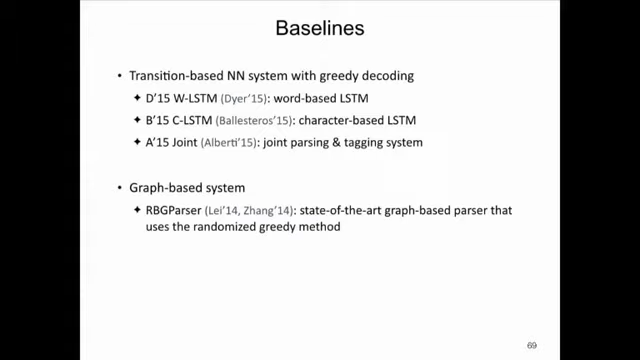 Baselines
• Transition-based NN system with greedy decoding
✦ D'15 W-LSTM (Dyer'15): word-based LSTM
✦ B'15 C-LSTM (Ballesteros'15): character-based LSTM
✦ A'15 Joint (Alberti'15): joint parsing & tagging system
• Graph-based system
✦ RBGParser (Lei'14, Zhang'14): state-of-the-art graph-based parser that
uses the randomized greedy method
69